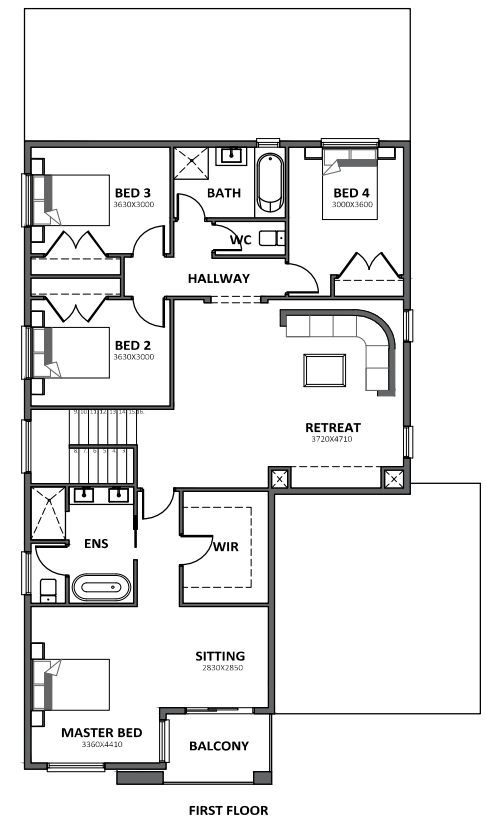 BED 3
3630X3000
BATH
BED 4
3000X3600
WC
HALLWAY
BED 2
3630X3000
RETREAT
3720X4710
ENS
WIR
SITTING
2830X2850
MASTER BED
3360X4410
BALCONY
FIRST FLOOR